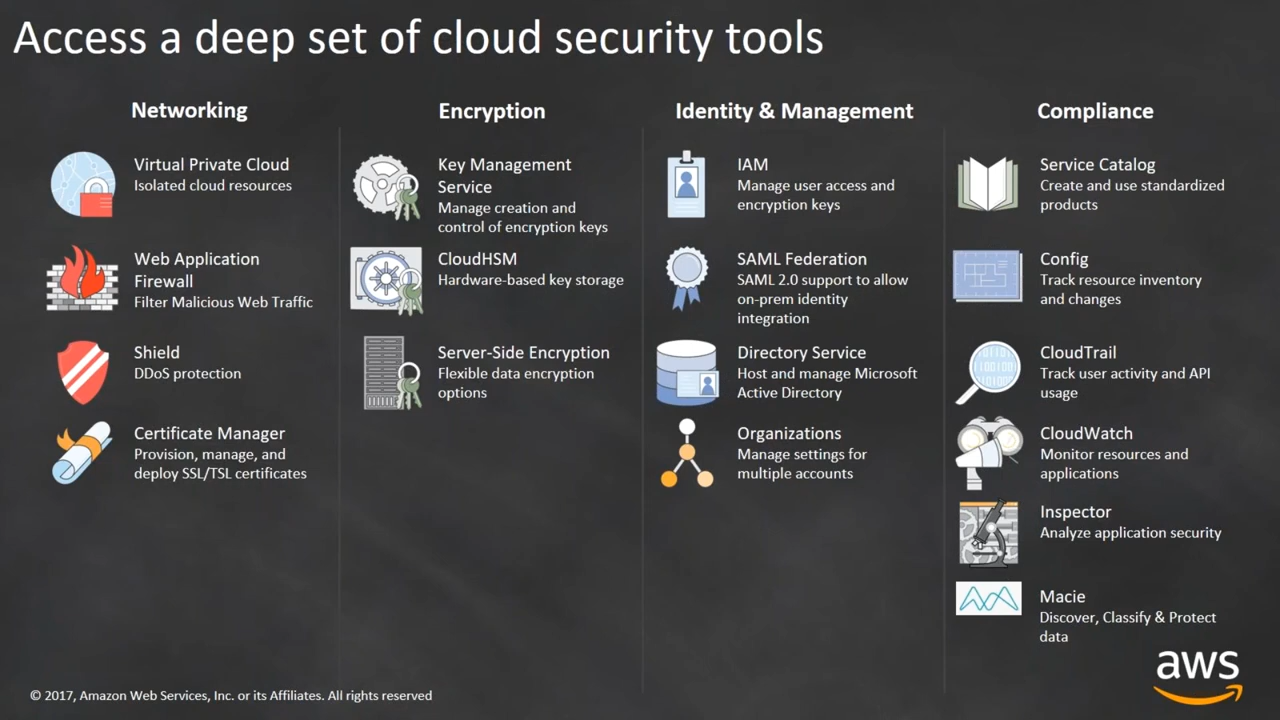 Access a deep set of cloud security tools
Networking
Virtual Private Cloud
Isolated cloud resources
Web Application
Firewall
Filter Malicious Web Traffic
Shield
DDoS protection
Certificate Manager
Provision, manage, and
deploy SSL/TSL certificates
Encryption
Key Management
Service
Manage creation and
control of encryption keys
CloudHSM
Hardware-based key storage
Server-Side Encryption
Flexible data encryption
options
Identity & Management
IAM
Manage user access and
encryption keys
SAML Federation
SAML 2.0 support to allow
on-prem identity
integration
Directory Service
Host and manage Microsoft
Active Directory
Organizations
Manage settings for
multiple accounts
Compliance
Service Catalog
Create and use standardized
products
Config
Track resource inventory
and changes
CloudTrail
Track user activity and API
usage
CloudWatch
Monitor resources and
applications
Inspector
Analyze application security
Macie
Discover, Classify & Protect
data
aws
© 2017, Amazon Web Services, Inc. or its Affiliates. All rights reserved